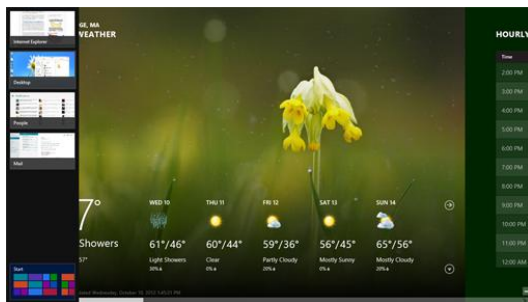 Internet Explorer
Desktop
People
Mail
Start
GE, MA
WEATHER
7°
Showers
57°
WED 10
61°/46°
Light Showers
30%
THU 11
60°/44°
Clear
0%
FRI 12
59°/36°
Partly Cloudy
20%
SAT 13
56°/45°
Mostly Sunny
0%
SUN 14
65°/56°
Mostly Cloudy
20%
dated Wednesday, October 10, 2012 1:45:31 PM
HOURLY
Time
2:00 PM
3:00 PM
4:00 PM
5:00 PM
6:00 PM
7:00 PM
8:00 PM
9:00 PM
10:00 PM
11:00 PM
12:00 AM